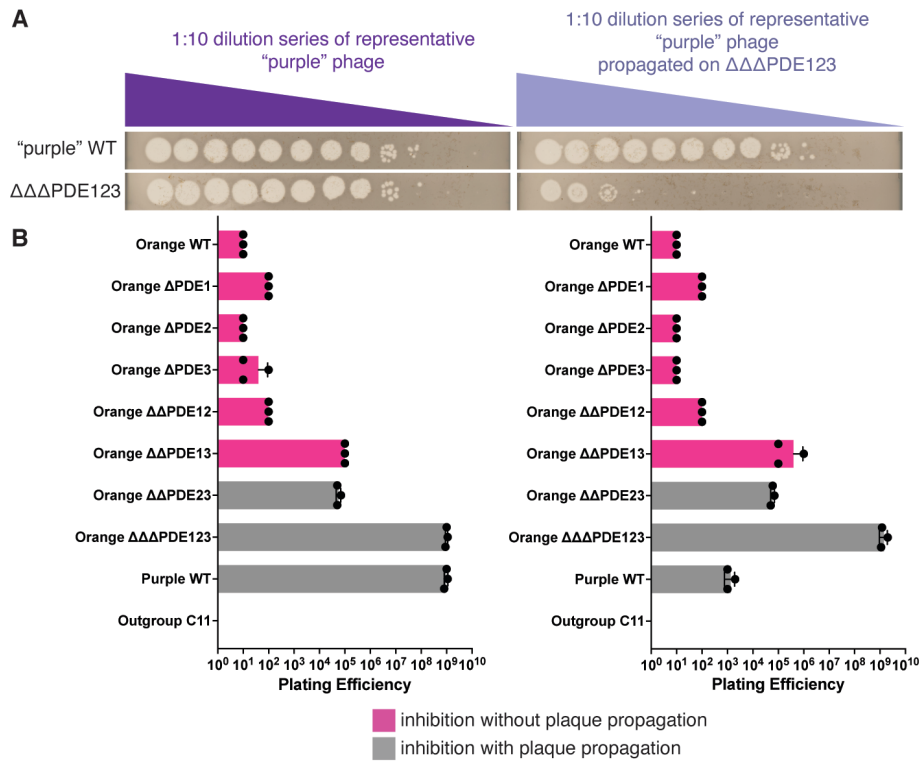 A
1:10 dilution series of representative
“purple” phage
1:10 dilution series of representative
“purple” phage
propagated on ΔΔΔPDE123
“purple” WT
ΔΔΔPDE123
B
Orange WT
Orange ΔPDE1
Orange ΔPDE2
Orange ΔPDE3
Orange ΔΔPDE12
Orange ΔΔPDE13
Orange ΔΔPDE23
Orange ΔΔΔPDE123
Purple WT
Outgroup C11
10⁰ 10¹ 10² 10³ 10⁴ 10⁵ 10⁶ 10⁷ 10⁸ 10⁹ 10¹⁰
Plating Efficiency
Orange WT
Orange ΔPDE1
Orange ΔPDE2
Orange ΔPDE3
Orange ΔΔPDE12
Orange ΔΔPDE13
Orange ΔΔPDE23
Orange ΔΔΔPDE123
Purple WT
Outgroup C11
10⁰ 10¹ 10² 10³ 10⁴ 10⁵ 10⁶ 10⁷ 10⁸ 10⁹ 10¹⁰
Plating Efficiency
inhibition without plaque propagation
inhibition with plaque propagation